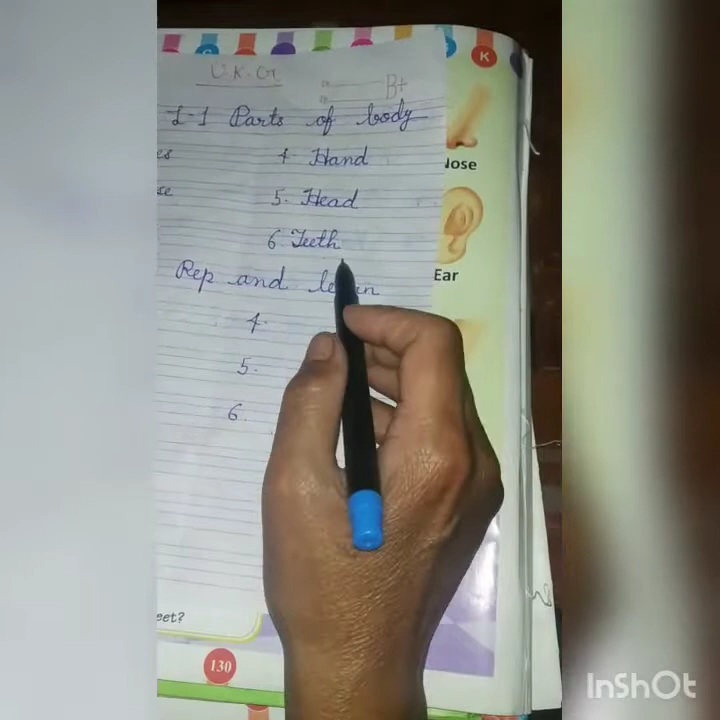 U.K.G
B+
L-1 Parts of body
es 4- Hand
se 5. Head
6 Teeth
Rep and learn
4.
5.
6.
K
Nose
Ear
eet?
130
InShOt